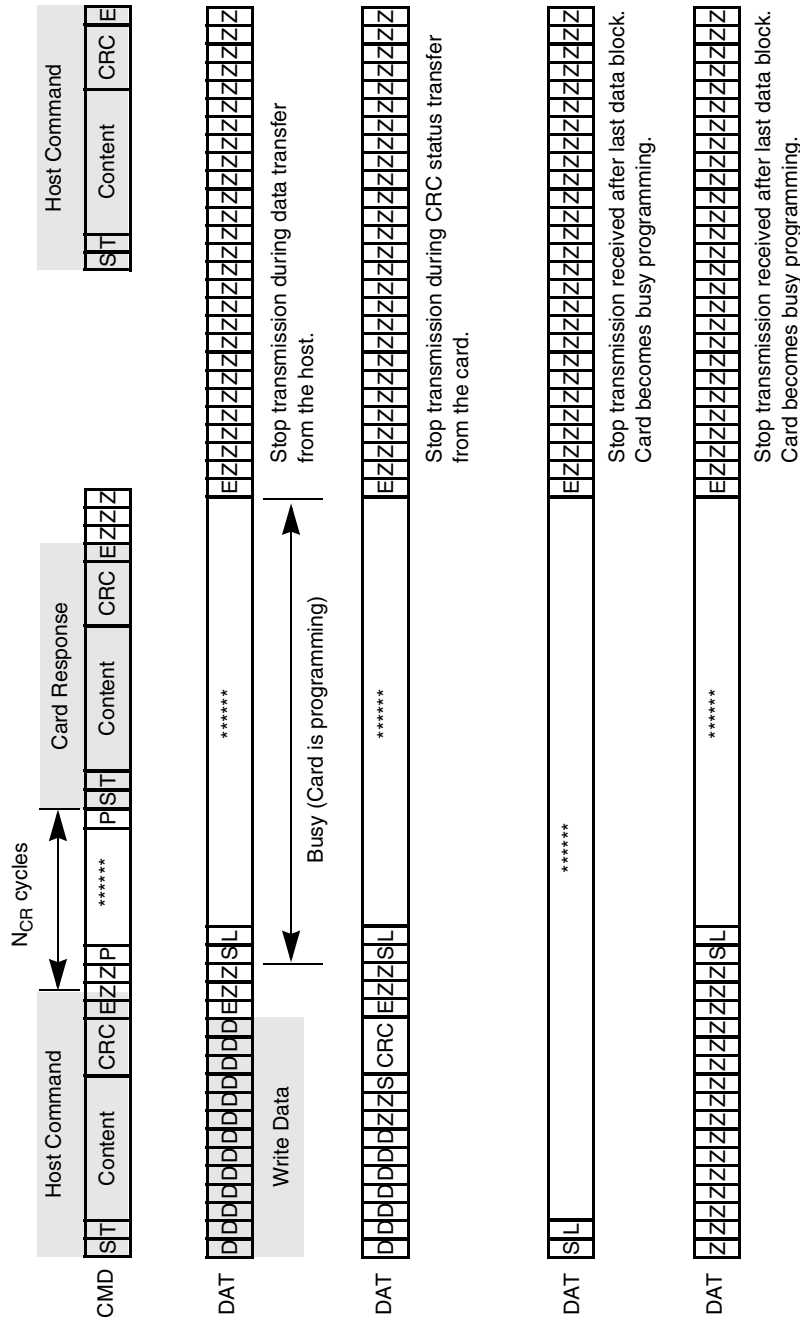 Host Command
N_CR cycles
Card Response
Host Command
CMD S T Content CRC E Z Z P ****** P S T Content CRC E Z Z Z S T Content CRC E
DAT D D D D D D D D D D D D D E Z Z S L ****** E Z Z Z Z Z Z Z Z Z Z Z Z Z Z Z Z Z Z Z Z Z Z Z Z Z Z
Write Data
Busy (Card is programming)
Stop transmission during data transfer
from the host.
DAT D D D D D D D Z Z S CRC E Z Z S L ****** E Z Z Z Z Z Z Z Z Z Z Z Z Z Z Z Z Z Z Z Z Z Z Z Z Z Z
Stop transmission during CRC status transfer
from the card.
DAT S L ****** E Z Z Z Z Z Z Z Z Z Z Z Z Z Z Z Z Z Z Z Z Z Z Z Z Z Z
Stop transmission received after last data block.
Card becomes busy programming.
DAT Z Z Z Z Z Z Z Z Z Z Z Z Z Z Z Z S L ****** E Z Z Z Z Z Z Z Z Z Z Z Z Z Z Z Z Z Z Z Z Z Z Z Z Z Z
Stop transmission received after last data block.
Card becomes busy programming.